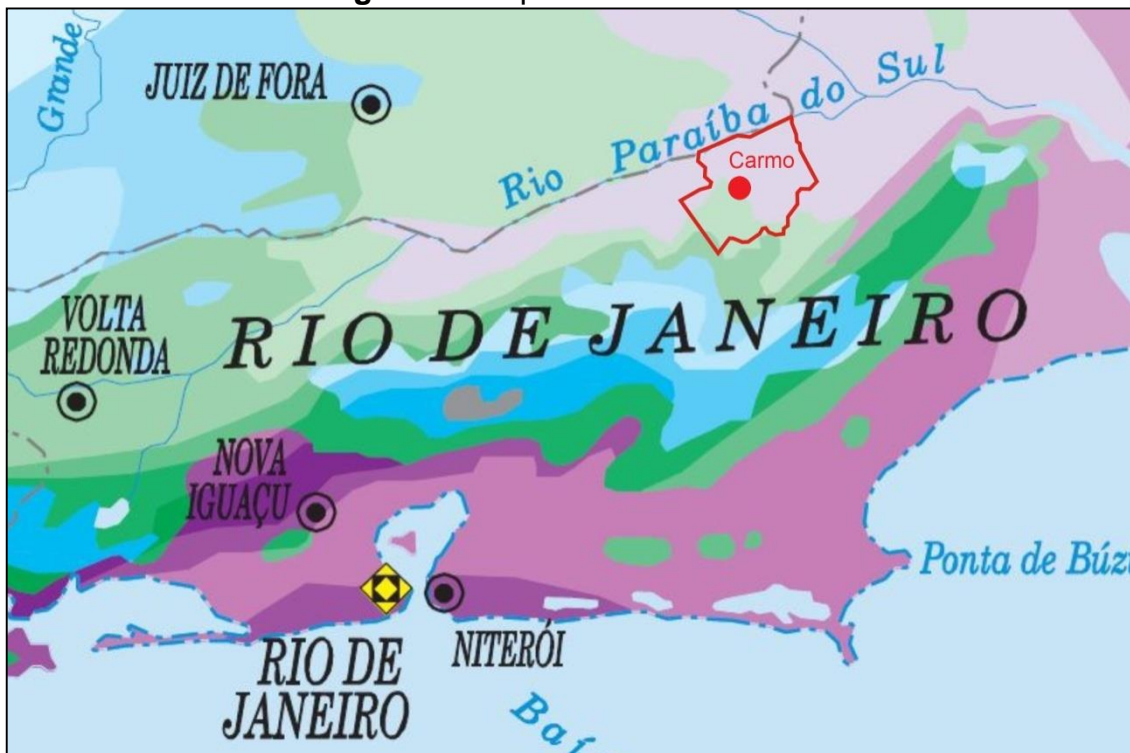 Grande
JUIZ DE FORA
Rio Paraíba do Sul
Carmo
VOLTA
REDONDA
RIO DE JANEIRO
NOVA
IGUAÇU
Ponta de Búzi
RIO DE
JANEIRO
NITERÓI
Baí